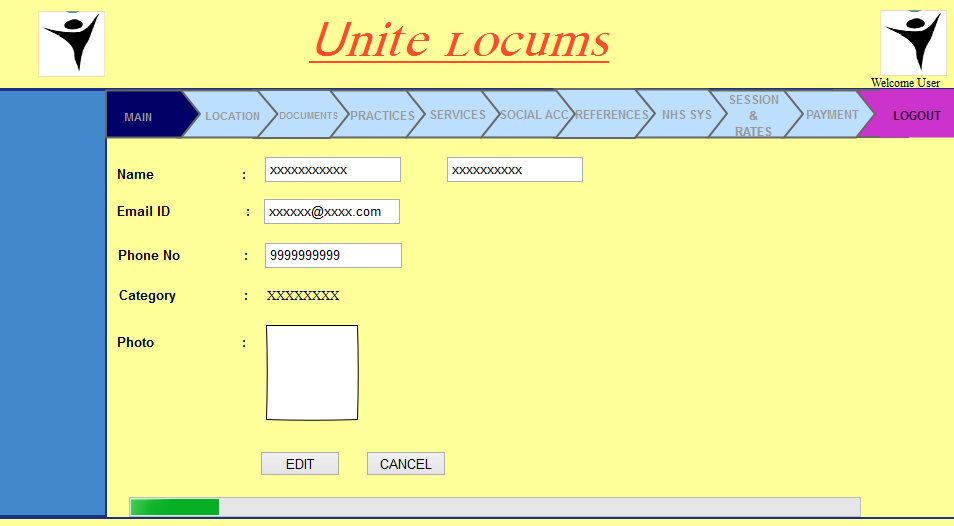 Unite Locums
Welcome User
MAIN
LOCATION
DOCUMENTS
PRACTICES
SERVICES
SOCIAL ACC
REFERENCES
NHS SYS
SESSION
&
RATES
PAYMENT
LOGOUT
Name : xxxxxxxxxxx xxxxxxxxxx
Email ID : xxxxxx@xxxx.com
Phone No : 9999999999
Category : XXXXXXXX
Photo :
EDIT CANCEL